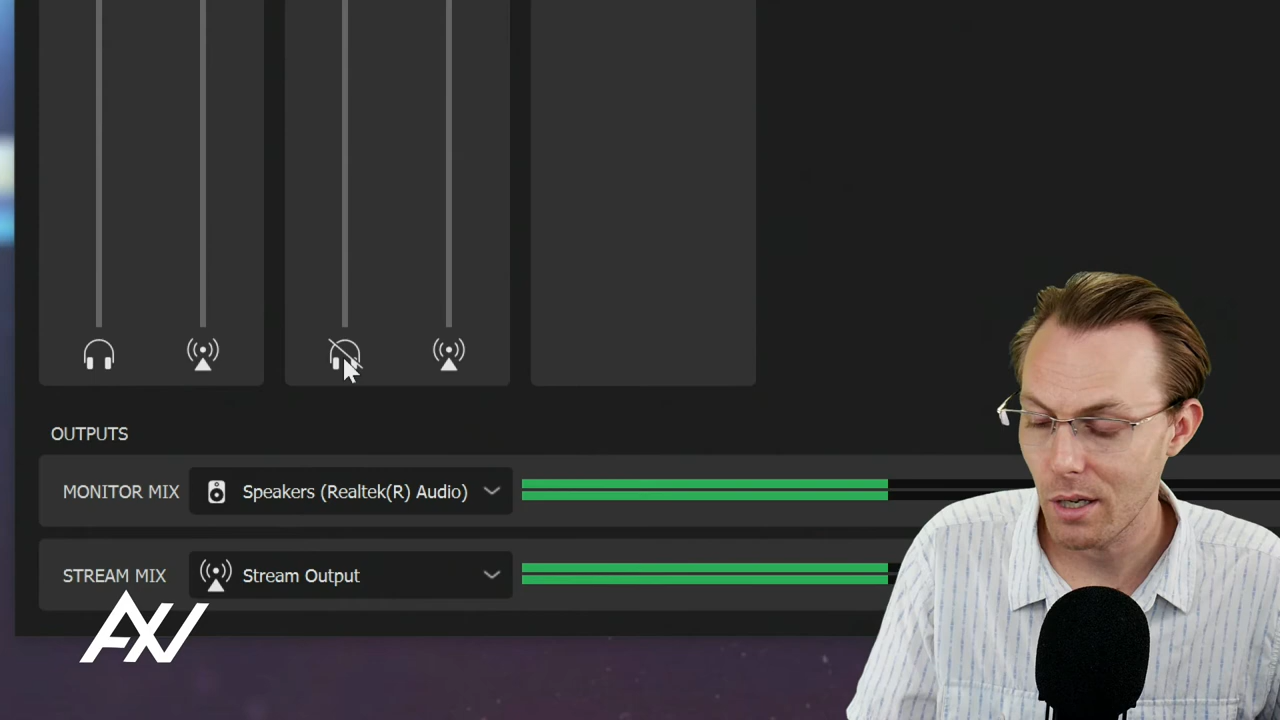 OUTPUTS
MONITOR MIX Speakers (Realtek(R) Audio)
STREAM MIX Stream Output